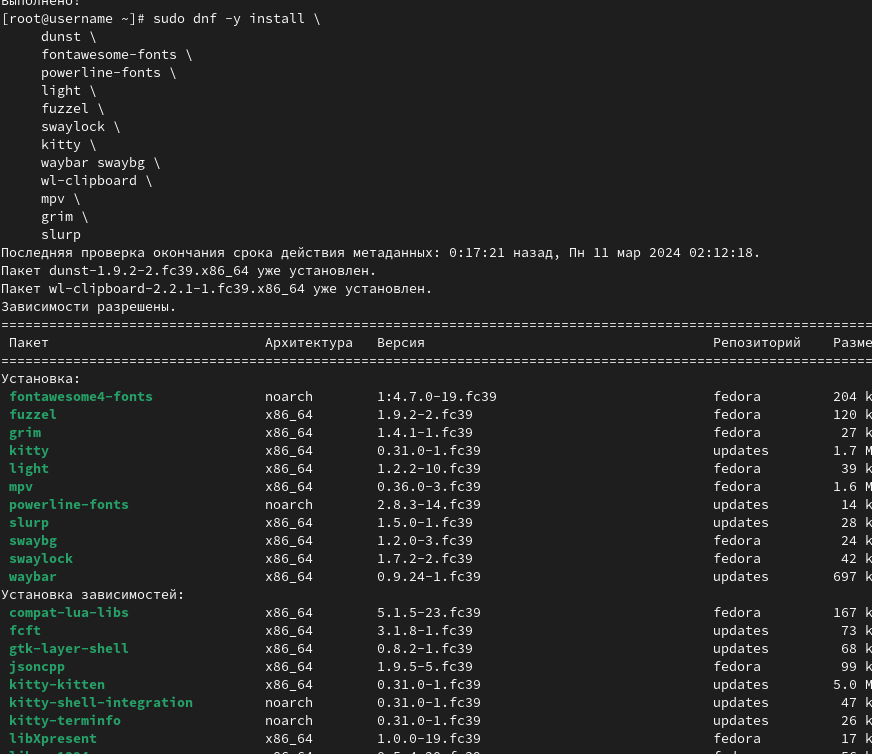 Выполнено!
[root@username ~]# sudo dnf -y install \
dunst \
fontawesome-fonts \
powerline-fonts \
light \
fuzzel \
swaylock \
kitty \
waybar swaybg \
wl-clipboard \
mpv \
grim \
slurp
Последняя проверка окончания срока действия метаданных: 0:17:21 назад, Пн 11 мар 2024 02:12:18.
Пакет dunst-1.9.2-2.fc39.x86_64 уже установлен.
Пакет wl-clipboard-2.2.1-1.fc39.x86_64 уже установлен.
Зависимости разрешены.
Пакет Архитектура Версия Репозиторий Разме
Установка:
fontawesome4-fonts noarch 1:4.7.0-19.fc39 fedora 204 k
fuzzel x86_64 1.9.2-2.fc39 fedora 120 k
grim x86_64 1.4.1-1.fc39 fedora 27 k
kitty x86_64 0.31.0-1.fc39 updates 1.7 M
light x86_64 1.2.2-10.fc39 fedora 39 k
mpv x86_64 0.36.0-3.fc39 fedora 1.6 M
powerline-fonts noarch 2.8.3-14.fc39 updates 14 k
slurp x86_64 1.5.0-1.fc39 updates 28 k
swaybg x86_64 1.2.0-3.fc39 fedora 24 k
swaylock x86_64 1.7.2-2.fc39 fedora 42 k
waybar x86_64 0.9.24-1.fc39 updates 697 k
Установка зависимостей:
compat-lua-libs x86_64 5.1.5-23.fc39 fedora 167 k
fcft x86_64 3.1.8-1.fc39 updates 73 k
gtk-layer-shell x86_64 0.8.2-1.fc39 updates 68 k
jsoncpp x86_64 1.9.5-5.fc39 fedora 99 k
kitty-kitten x86_64 0.31.0-1.fc39 updates 5.0 M
kitty-shell-integration noarch 0.31.0-1.fc39 updates 47 k
kitty-terminfo noarch 0.31.0-1.fc39 updates 26 k
libXpresent x86_64 1.0.0-19.fc39 fedora 17 k